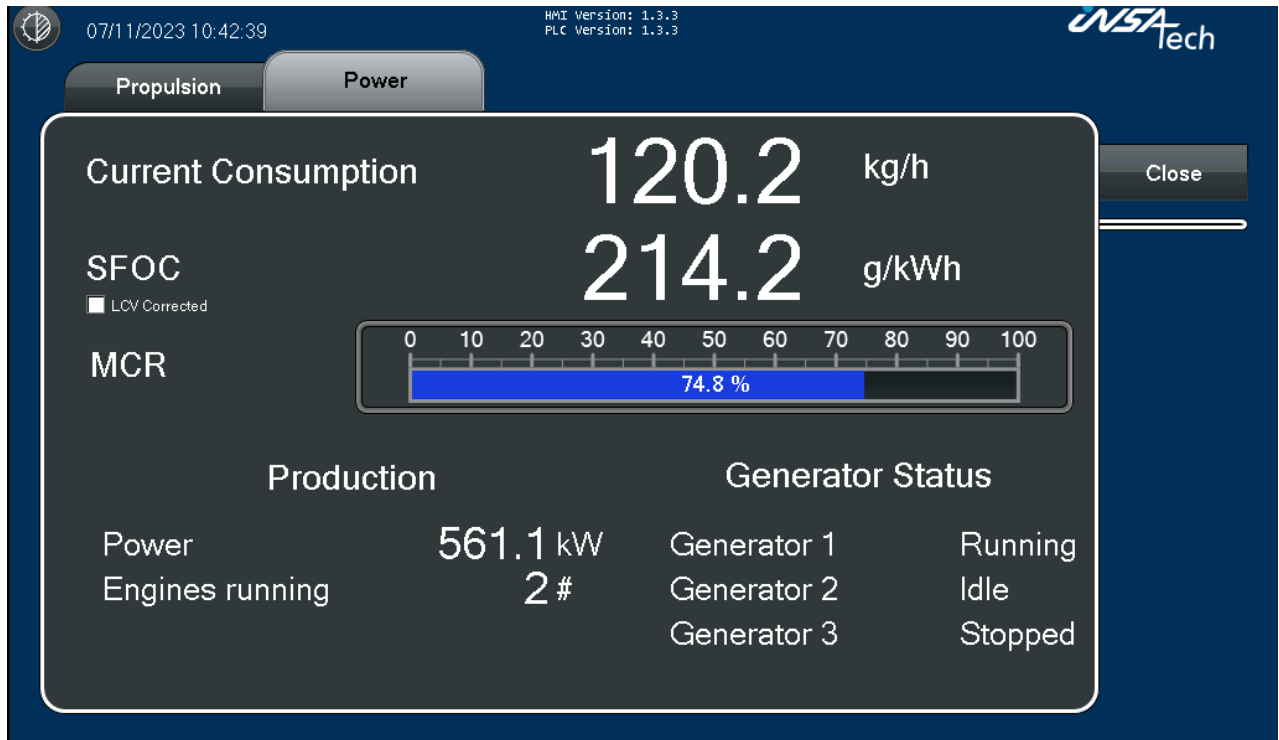 07/11/2023 10:42:39
HMI Version: 1.3.3
PLC Version: 1.3.3
iNSATech
Propulsion
Power
Close
Current Consumption 120.2 kg/h
SFOC 214.2 g/kWh
LCV Corrected
0 10 20 30 40 50 60 70 80 90 100
MCR
74.8 %
Production
Power 561.1 kW
Engines running 2 #
Generator Status
Generator 1 Running
Generator 2 Idle
Generator 3 Stopped